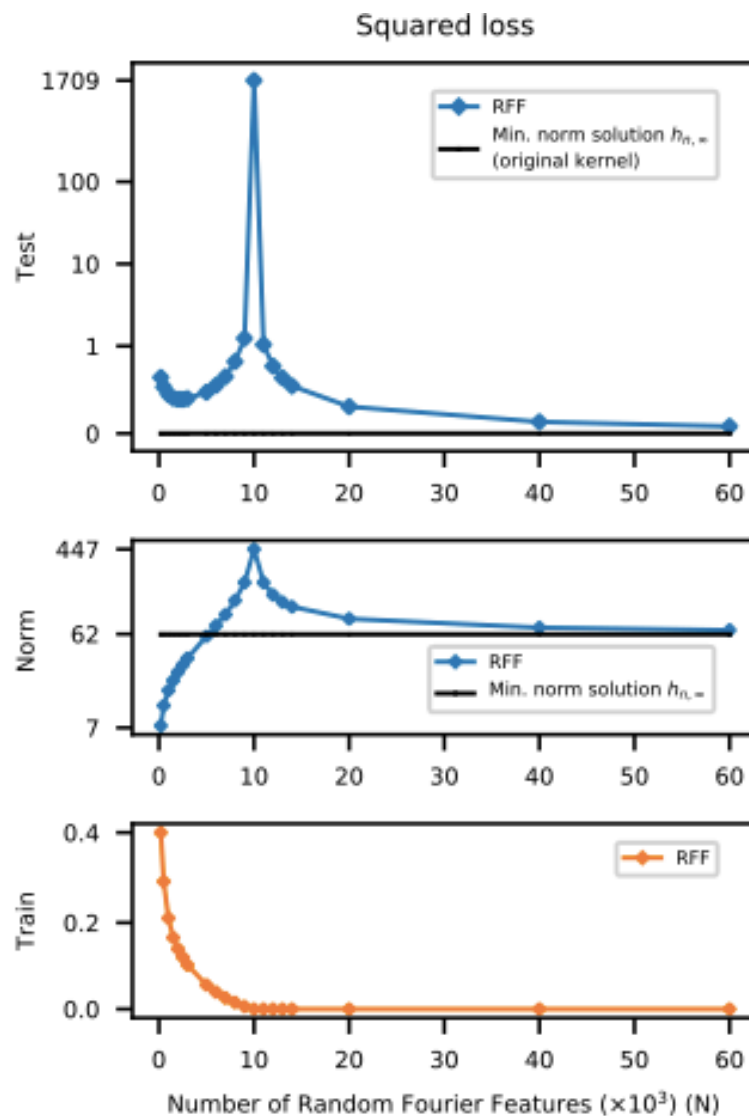 Squared loss
1709
100
10
1
0
Test
RFF
Min. norm solution h_{n,∞}
(original kernel)
0 10 20 30 40 50 60
447
62
7
Norm
RFF
Min. norm solution h_{n,∞}
0 10 20 30 40 50 60
0.4
0.2
0.0
Train
RFF
0 10 20 30 40 50 60
Number of Random Fourier Features (×10³) (N)